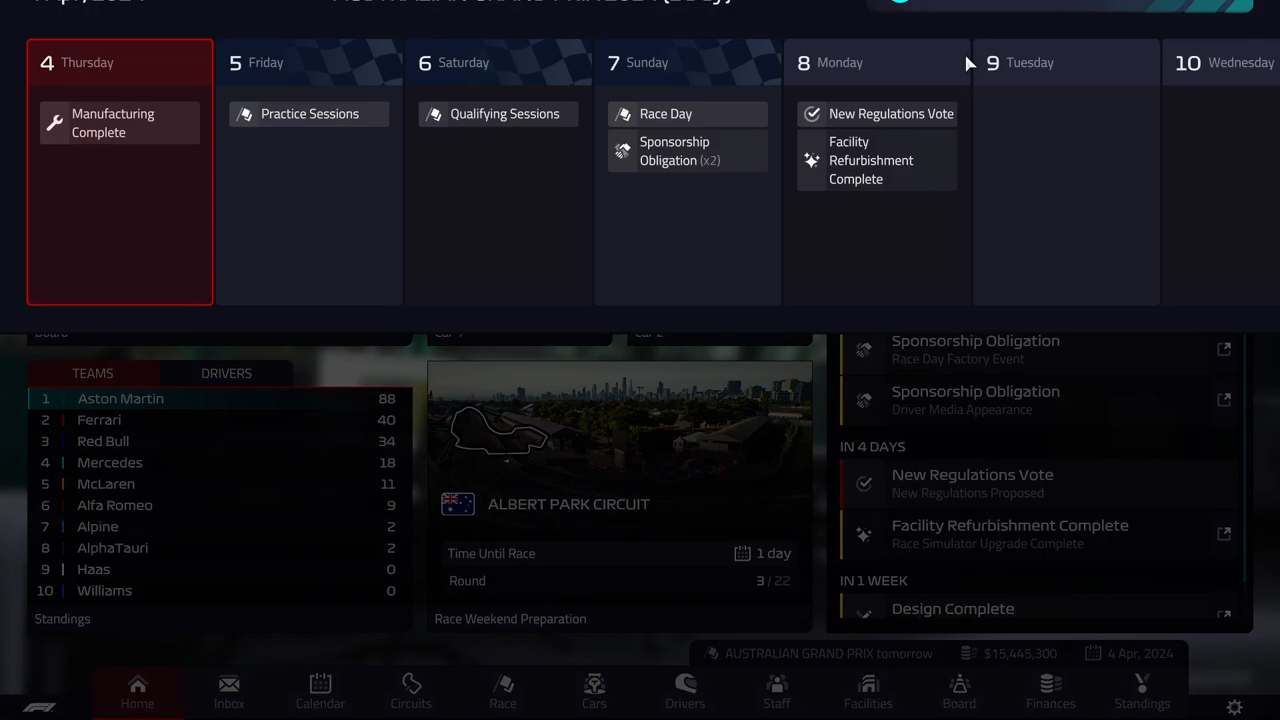 4 Thursday
5 Friday
6 Saturday
7 Sunday
8 Monday
9 Tuesday
10 Wednesday
Manufacturing
Complete
Practice Sessions
Qualifying Sessions
Race Day
Sponsorship
Obligation (x2)
New Regulations Vote
Facility
Refurbishment
Complete
TEAMS
DRIVERS
1 Aston Martin 88
2 Ferrari 40
3 Red Bull 34
4 Mercedes 18
5 McLaren 11
6 Alfa Romeo 9
7 Alpine 2
8 AlphaTauri 2
9 Haas 0
10 Williams 0
Standings
ALBERT PARK CIRCUIT
Time Until Race 1 day
Round 3 / 22
Race Weekend Preparation
Sponsorship Obligation
Race Day Factory Event
Sponsorship Obligation
Driver Media Appearance
IN 4 DAYS
New Regulations Vote
New Regulations Proposed
Facility Refurbishment Complete
Race Simulator Upgrade Complete
IN 1 WEEK
Design Complete
AUSTRALIAN GRAND PRIX tomorrow $15,445,300 4 Apr, 2024
Home
Inbox
Calendar
Circuits
Race
Cars
Drivers
Staff
Facilities
Board
Finances
Standings